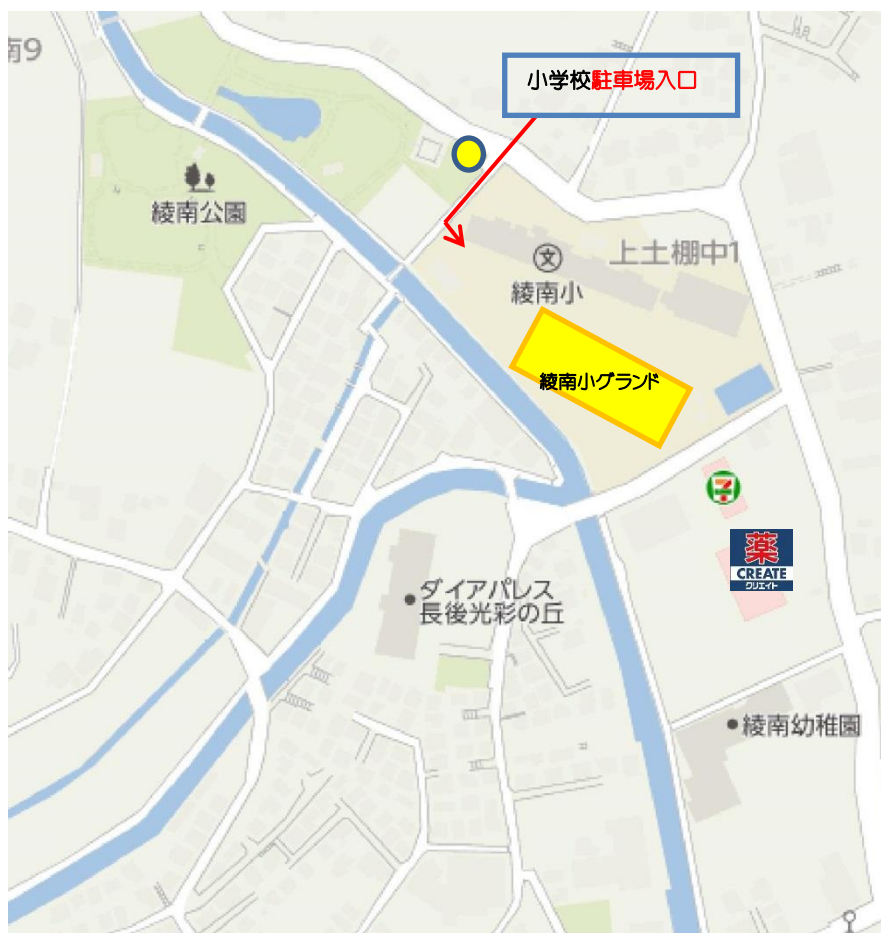 南9
小学校駐車場入口
綾南公園
上土棚中1
文
綾南小
綾南小グランド
7
薬
CREATE
クリエイト
ダイアパレス
長後光彩の丘
綾南幼稚園